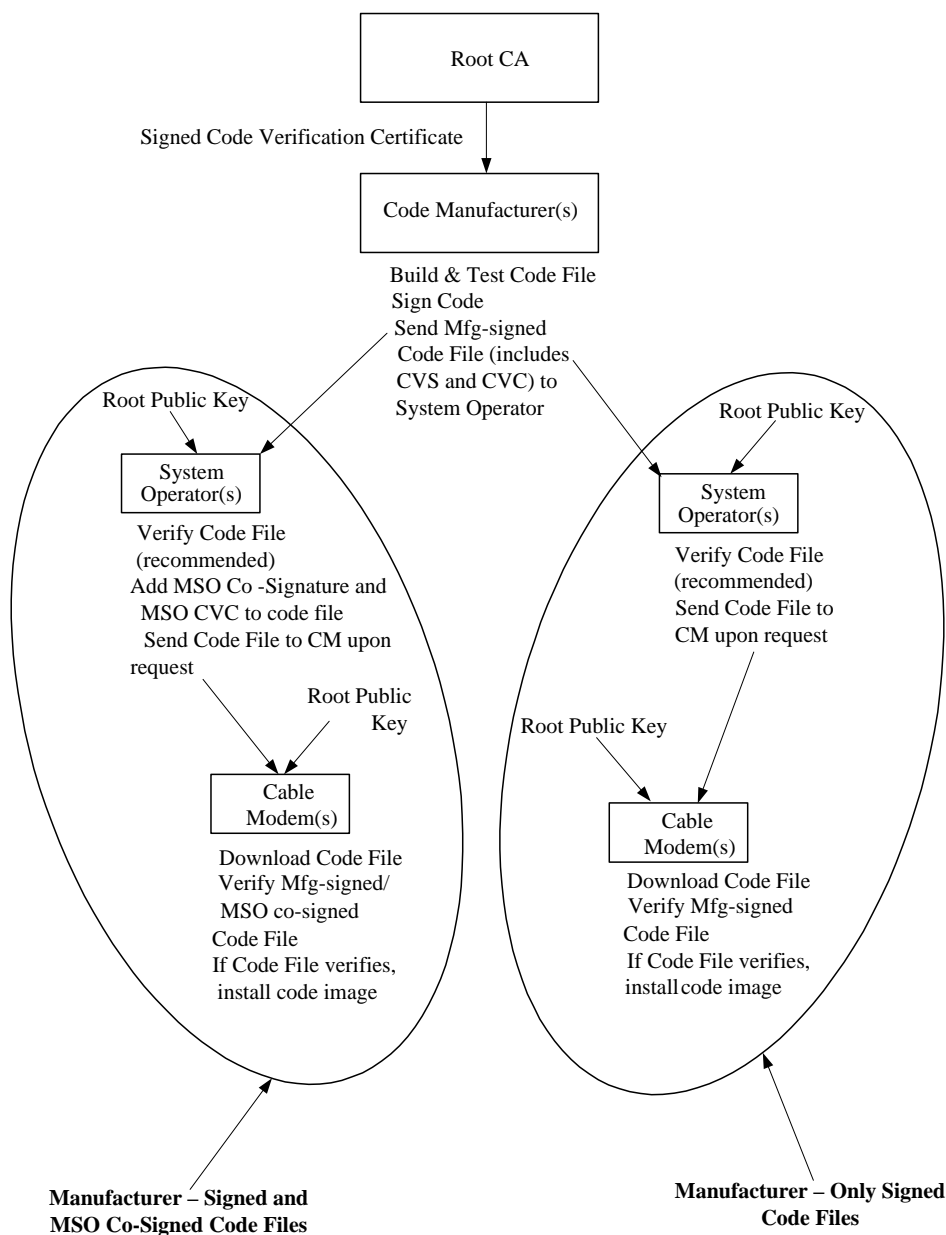 Root CA
Signed Code Verification Certificate
Code Manufacturer(s)
Build & Test Code File
Sign Code
Send Mfg-signed
Code File (includes
CVS and CVC) to
System Operator
Root Public Key
System
Operator(s)
Verify Code File
(recommended)
Add MSO Co -Signature and
MSO CVC to code file
Send Code File to CM upon
request
Root Public
Key
Cable
Modem(s)
Download Code File
Verify Mfg-signed/
MSO co-signed
Code File
If Code File verifies,
install code image
Manufacturer – Signed and
MSO Co-Signed Code Files
Root Public Key
System
Operator(s)
Verify Code File
(recommended)
Send Code File to
CM upon request
Root Public Key
Cable
Modem(s)
Download Code File
Verify Mfg-signed
Code File
If Code File verifies,
install code image
Manufacturer – Only Signed
Code Files